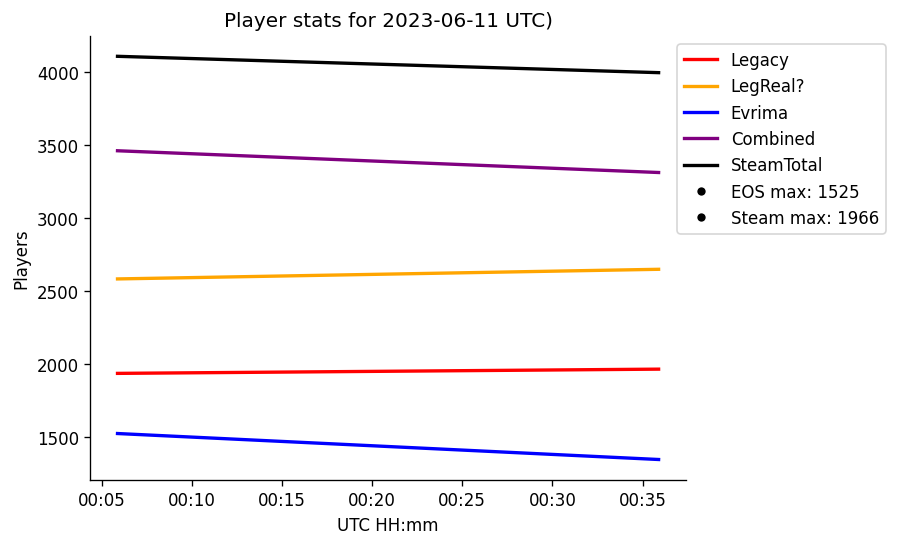 Player stats for 2023-06-11 UTC)
Legacy
LegReal?
Evrima
Combined
SteamTotal
EOS max: 1525
Steam max: 1966
4000
3500
3000
2500
2000
1500
Players
00:05 00:10 00:15 00:20 00:25 00:30 00:35
UTC HH:mm